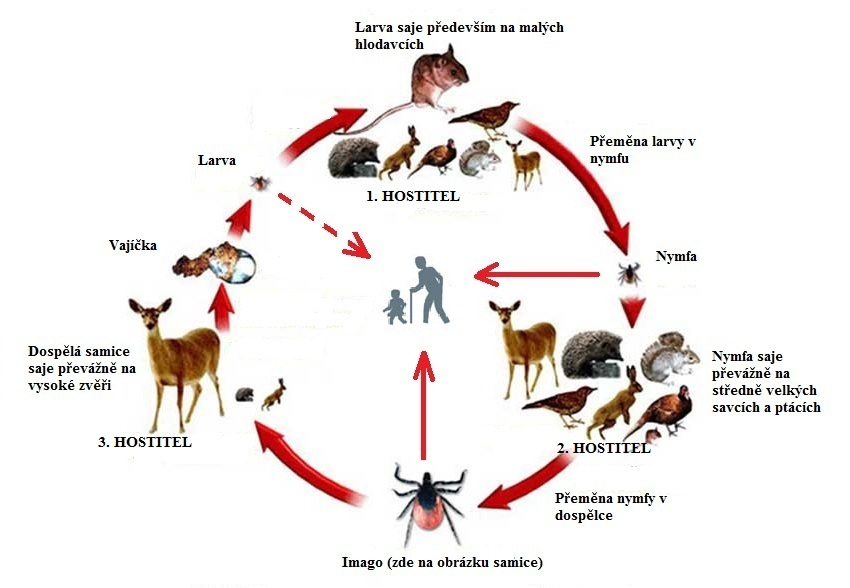 Larva saje především na malých
hlodavcích
Přeměna larvy v
nymfu
Larva
1. HOSTITEL
Vajíčka
Nymfa
Dospělá samice
saje převážně na
vysoké zvěři
Nymfa saje
převážně na
středně velkých
savcích a ptácích
3. HOSTITEL
2. HOSTITEL
Přeměna nymfy v
dospělce
Imago (zde na obrázku samice)